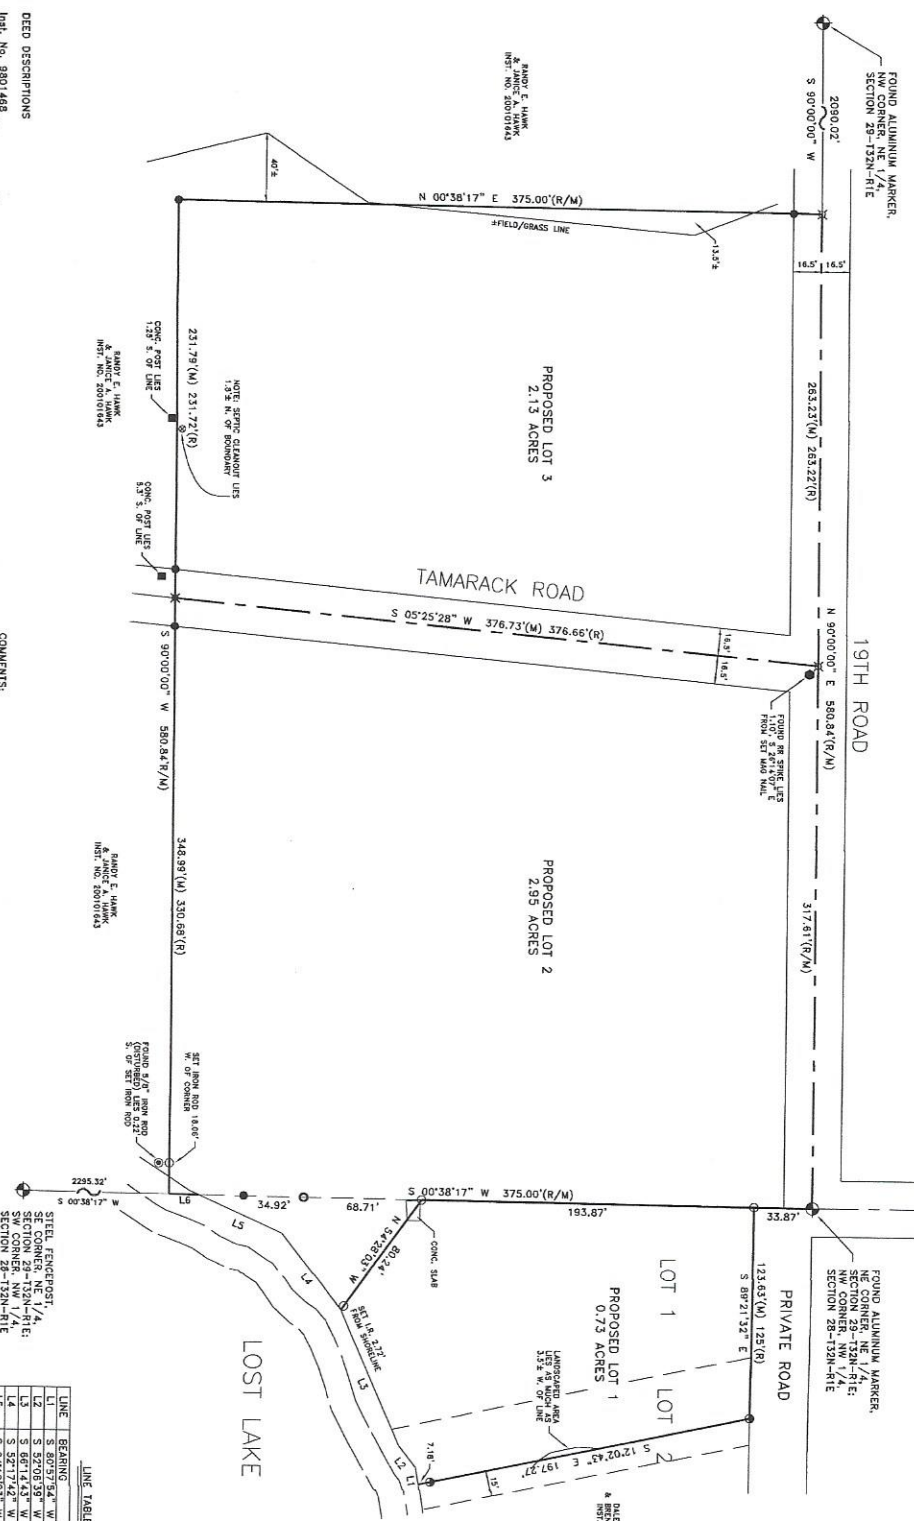 FOUND ALUMINUM MARKER,
NW CORNER, NE 1/4,
SECTION 29-T32N-R1E
2090.02'
S 90°00'00" W
19TH ROAD
N 90°00'00" E 580.84'(R/M)
263.23'(M) 263.22'(R)
317.61'(R/M)
16.5'
16.5'
FOUND ALUMINUM MARKER,
NE CORNER, NE 1/4,
SECTION 29-T32N-R1E;
NW CORNER, NW 1/4,
SECTION 28-T32N-R1E
PRIVATE ROAD
33.87'
123.63'(M) 125'(R)
S 89°21'32" E
FOUND RR SPIKE LIES
1.10', S 26°14'07" E
FROM SET MAG NAIL
RANDY E. HAWK
& JANICE A. HAWK
INST. NO. 200101643
N 00°38'17" E 375.00'(R/M)
±FIELD/GRASS LINE
13.5'±
40'±
PROPOSED LOT 3
2.13 ACRES
TAMARACK ROAD
S 05°25'28" W 376.73'(M) 376.66'(R)
16.5'
16.5'
PROPOSED LOT 2
2.95 ACRES
S 00°38'17" W 375.00'(R/M)
193.87'
68.71'
34.92'
LOT 1
LOT 2
PROPOSED LOT 1
0.73 ACRES
LANDSCAPED AREA
LIES AS MUCH AS
3.5'± W. OF LINE
S 12°02'43" E
197.27'
15'
7.16'
CONC. SLAB
N 54°28'03" W
80.24'
SET I.R. 2.72'
FROM SHORELINE
L1
L2
L3
L4
L5
L6
LOST LAKE
NOTE: SEPTIC CLEANOUT LIES
1.8'± N. OF BOUNDARY
231.79'(M) 231.72'(R)
CONC. POST LIES
1.25' S. OF LINE
CONC. POST LIES
5.3' S. OF LINE
S 90°00'00" W 580.84'(R/M)
348.99'(M) 330.68'(R)
SET IRON ROD 18.06'
W. OF CORNER
FOUND 5/8" IRON ROD
(DISTURBED) LIES 0.22'
S. OF SET IRON ROD
RANDY E. HAWK
& JANICE A. HAWK
INST. NO. 200101643
RANDY E. HAWK
& JANICE A. HAWK
INST. NO. 200101643
2295.32'
S 00°38'17" W
STEEL FENCEPOST,
SE CORNER, NE 1/4,
SECTION 29-T32N-R1E;
SW CORNER, NW 1/4,
SECTION 28-T32N-R1E
DEED DESCRIPTIONS
Inst. No. 9801468
COMMENTS:
LINE TABLE
LINE BEARING
L1 S 80°57'54" W
L2 S 52°06'39" W
L3 S 66°14'43" W
L4 S 52°17'42" W